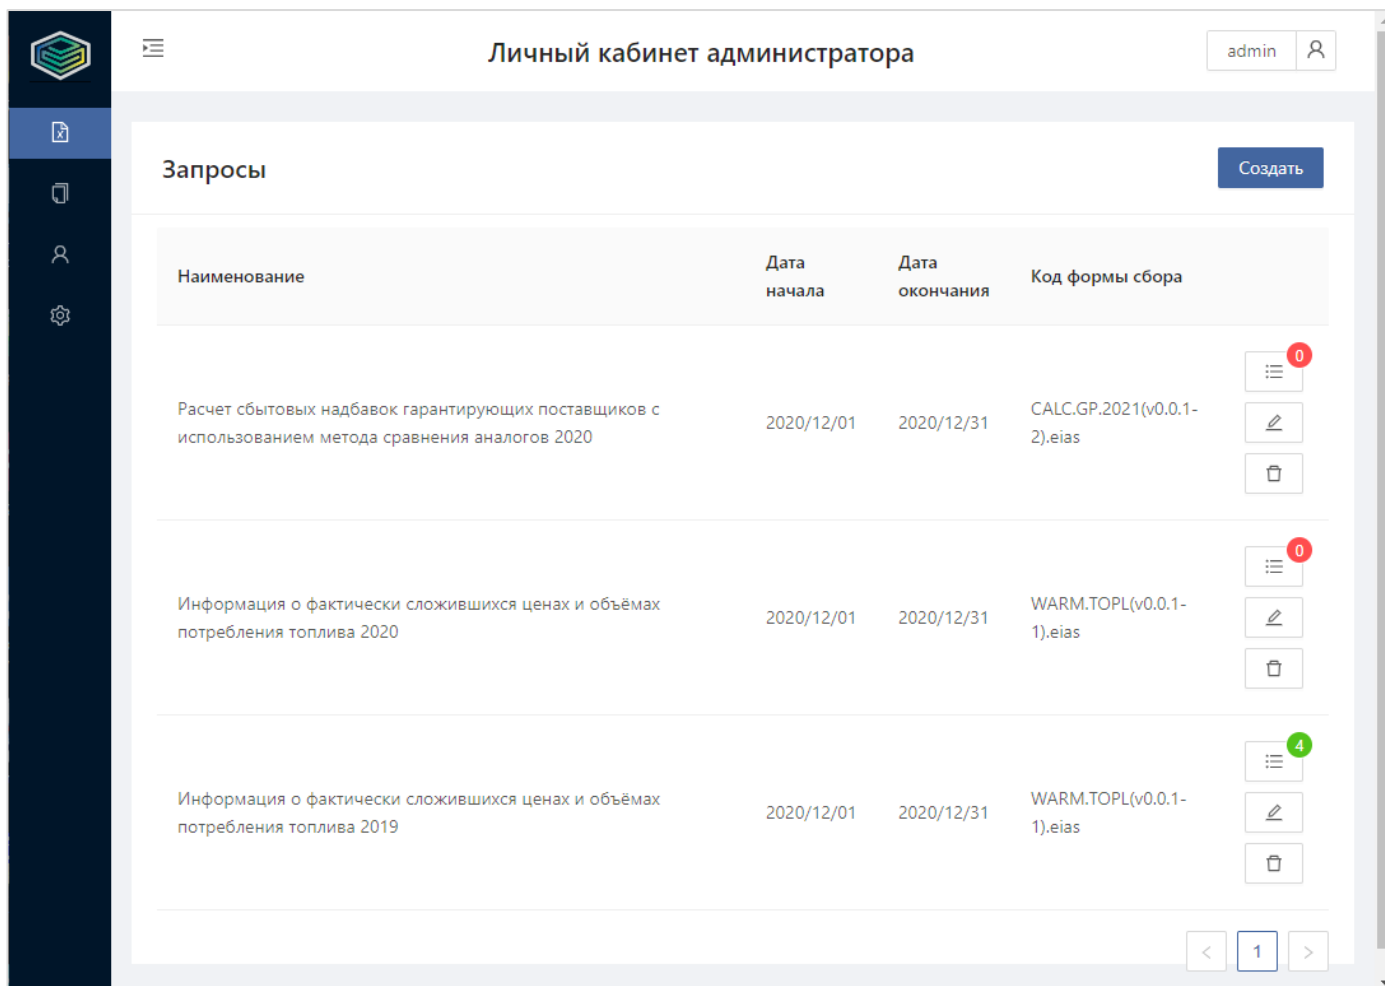 Личный кабинет администратора
admin
Запросы
Создать
Наименование
Дата
начала
Дата
окончания
Код формы сбора
0
Расчет сбытовых надбавок гарантирующих поставщиков с
использованием метода сравнения аналогов 2020
2020/12/01
2020/12/31
CALC.GP.2021(v0.0.1-
2).eias
0
Информация о фактически сложившихся ценах и объёмах
потребления топлива 2020
2020/12/01
2020/12/31
WARM.TOPL(v0.0.1-
1).eias
4
Информация о фактически сложившихся ценах и объёмах
потребления топлива 2019
2020/12/01
2020/12/31
WARM.TOPL(v0.0.1-
1).eias
< 1 >